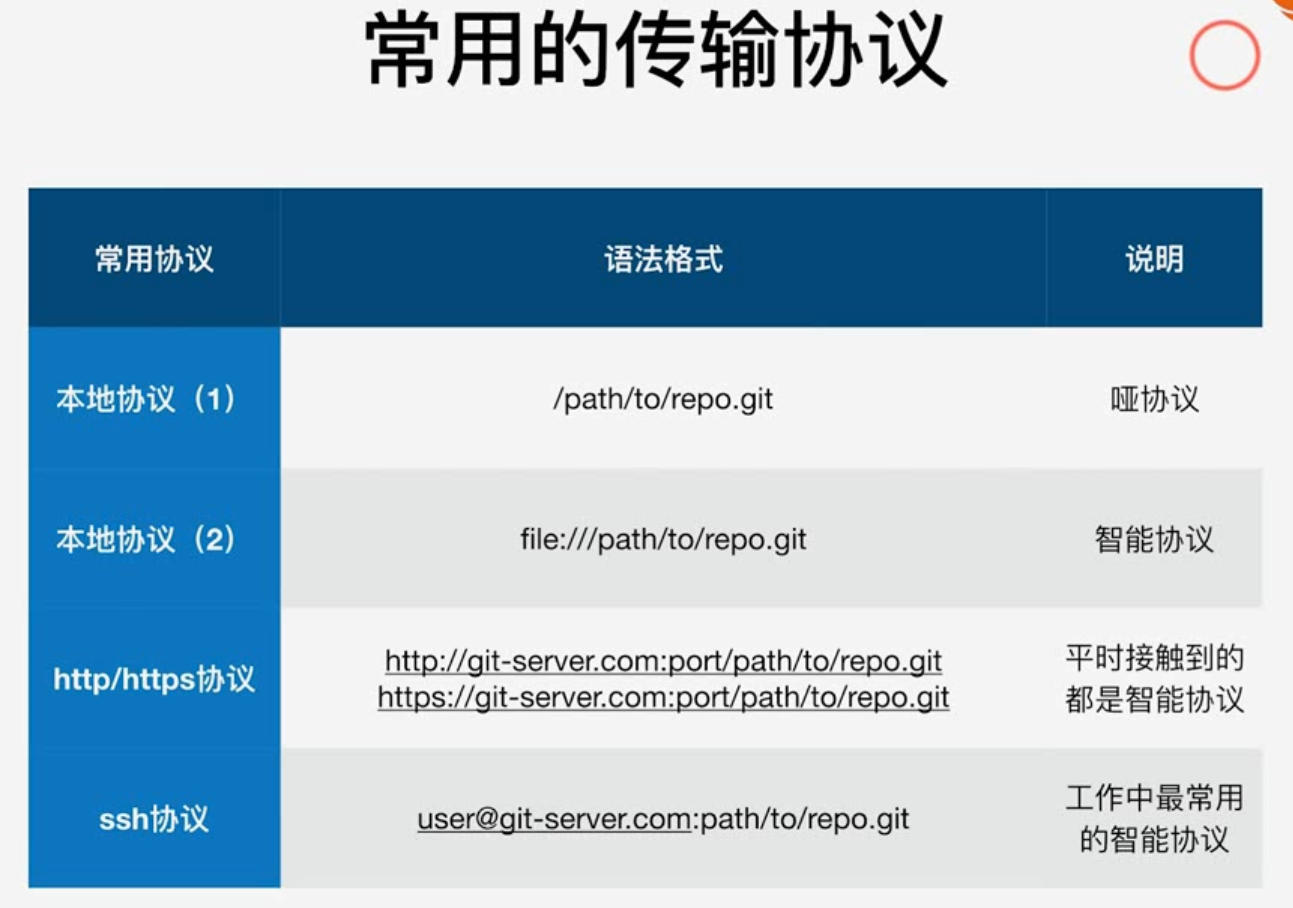 常用的传输协议
常用协议 语法格式 说明
本地协议（1） /path/to/repo.git 哑协议
本地协议（2） file:///path/to/repo.git 智能协议
http/https协议
http://git-server.com:port/path/to/repo.git
https://git-server.com:port/path/to/repo.git
平时接触到的
都是智能协议
ssh协议 user@git-server.com:path/to/repo.git
工作中最常用
的智能协议